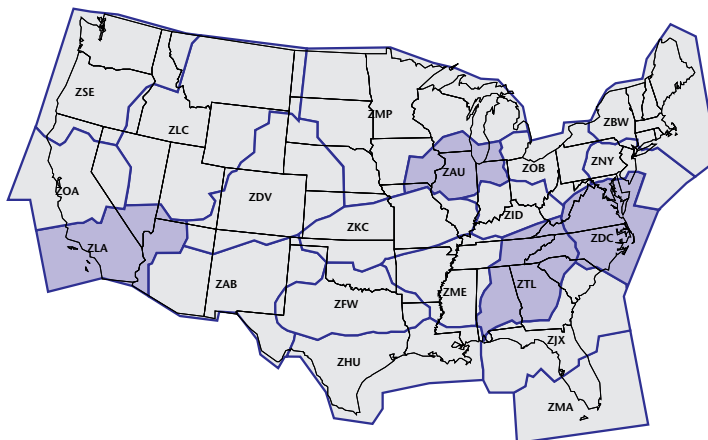 ZSE
ZMP
ZBW
ZLC
ZNY
ZOB
ZAU
ZOA
ZDV
ZID
ZKC
ZDC
ZLA
ZAB
ZME
ZTL
ZFW
ZJX
ZHU
ZMA